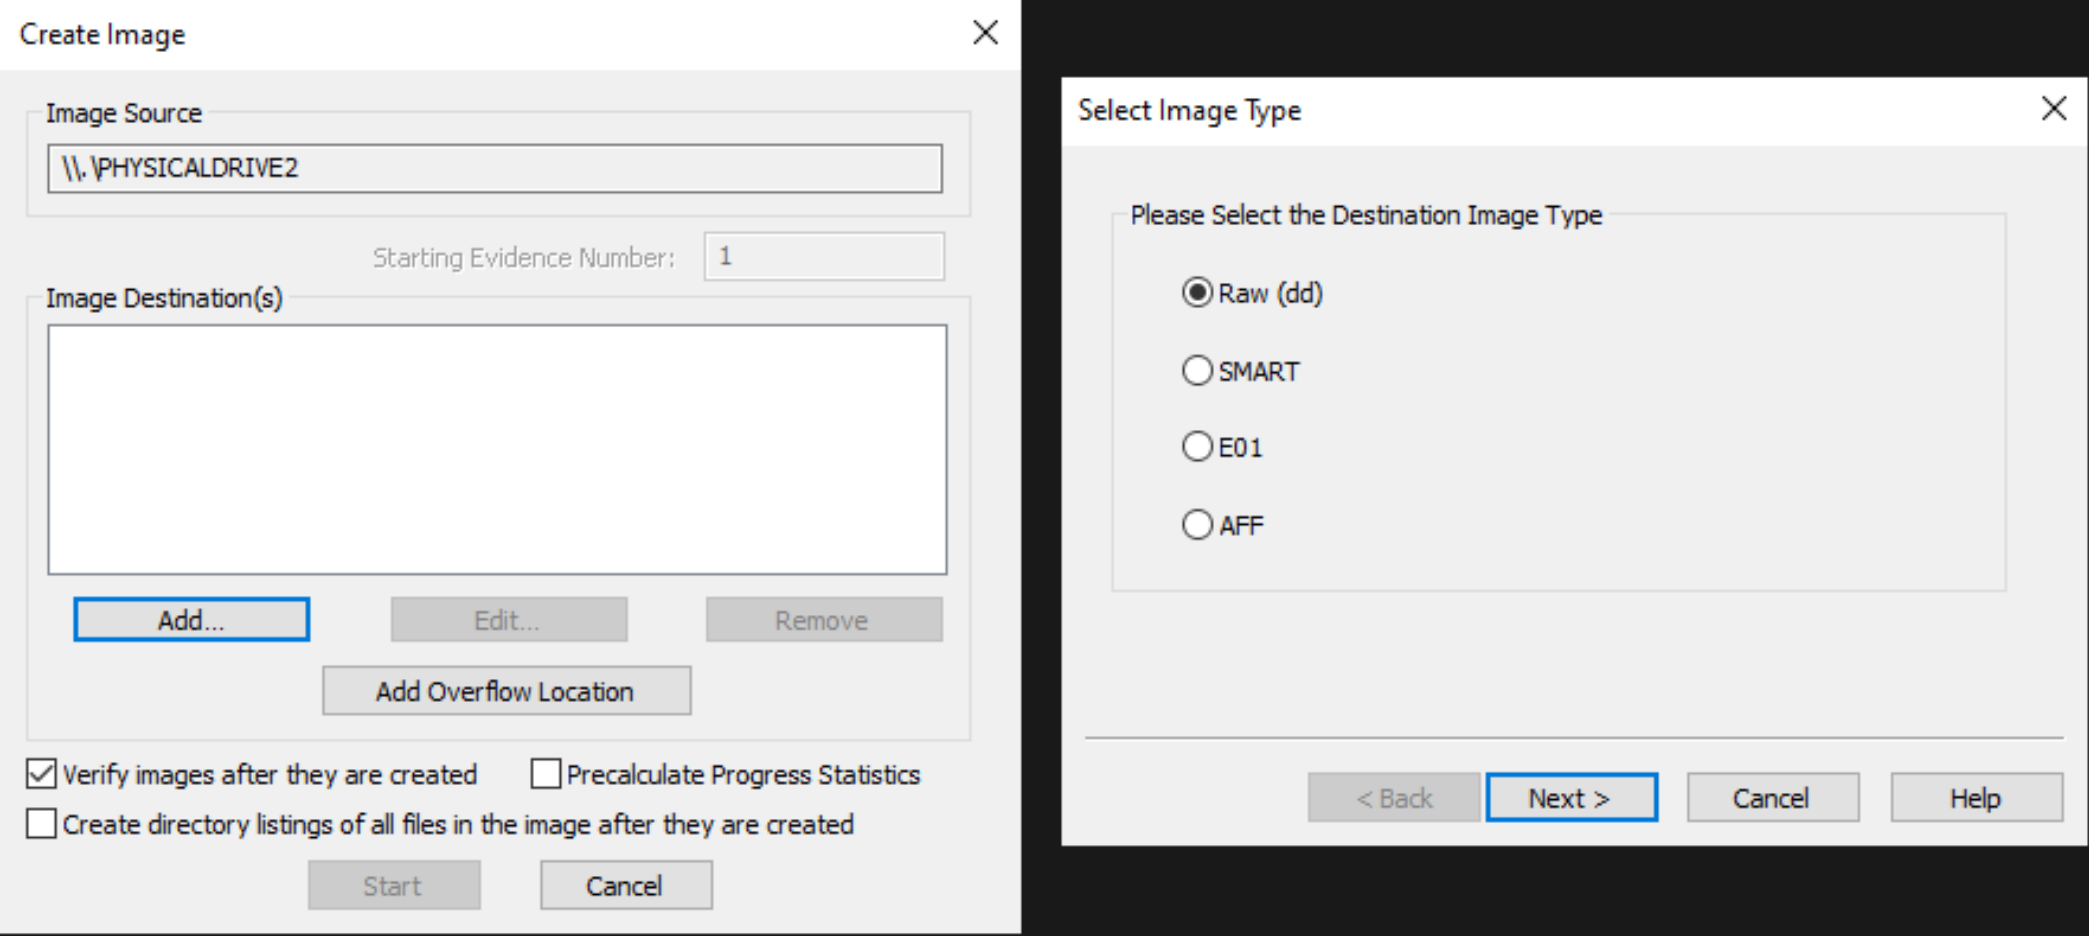 Create Image
Image Source
\\.\PHYSICALDRIVE2
Starting Evidence Number: 1
Image Destination(s)
Add...
Edit...
Remove
Add Overflow Location
Verify images after they are created
Precalculate Progress Statistics
Create directory listings of all files in the image after they are created
Start
Cancel
Select Image Type
Please Select the Destination Image Type
Raw (dd)
SMART
E01
AFF
< Back
Next >
Cancel
Help